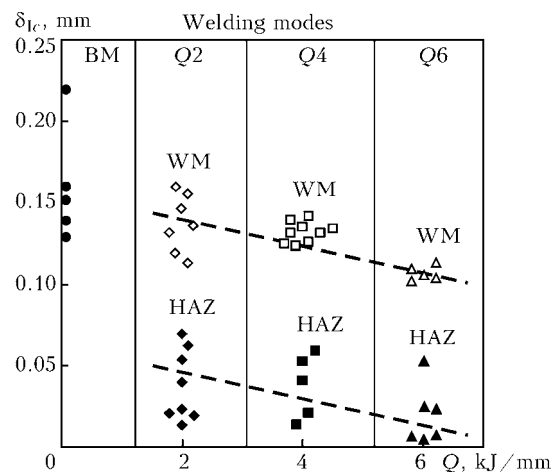 δIc, mm
Welding modes
0.25
BM
Q2
Q4
Q6
0.20
WM
WM
0.15
WM
0.10
HAZ
HAZ
HAZ
0.05
0
2
4
6
Q, kJ/mm